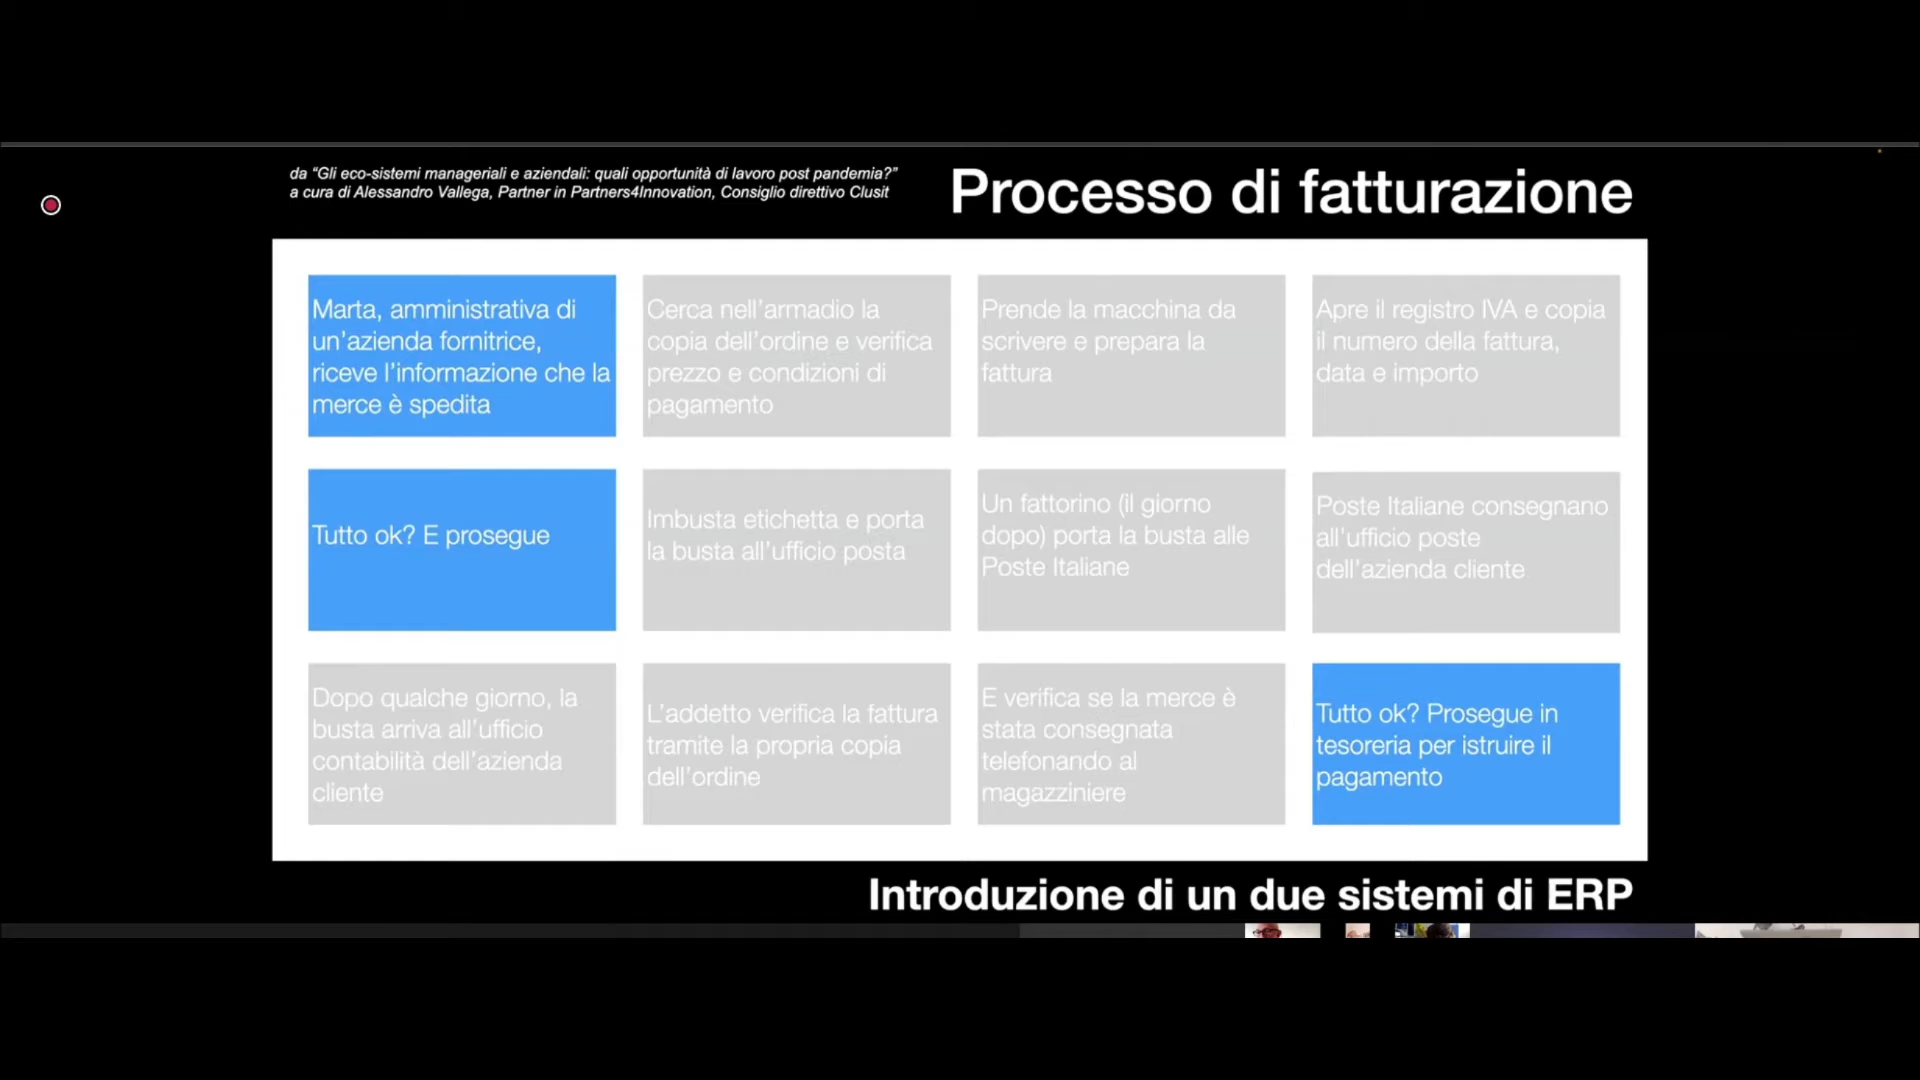 da “Gli eco-sistemi manageriali e aziendali: quali opportunità di lavoro post pandemia?”
a cura di Alessandro Vallega, Partner in Partners4Innovation, Consiglio direttivo Clusit
Processo di fatturazione
Marta, amministrativa di
un’azienda fornitrice,
riceve l’informazione che la
merce è spedita
Cerca nell’armadio la
copia dell’ordine e verifica
prezzo e condizioni di
pagamento
Prende la macchina da
scrivere e prepara la
fattura
Apre il registro IVA e copia
il numero della fattura,
data e importo
Tutto ok? E prosegue
Imbusta etichetta e porta
la busta all’ufficio posta
Un fattorino (il giorno
dopo) porta la busta alle
Poste Italiane
Poste Italiane consegnano
all’ufficio poste
dell’azienda cliente
Dopo qualche giorno, la
busta arriva all’ufficio
contabilità dell’azienda
cliente
L’addetto verifica la fattura
tramite la propria copia
dell’ordine
E verifica se la merce è
stata consegnata
telefonando al
magazziniere
Tutto ok? Prosegue in
tesoreria per istruire il
pagamento
Introduzione di un due sistemi di ERP